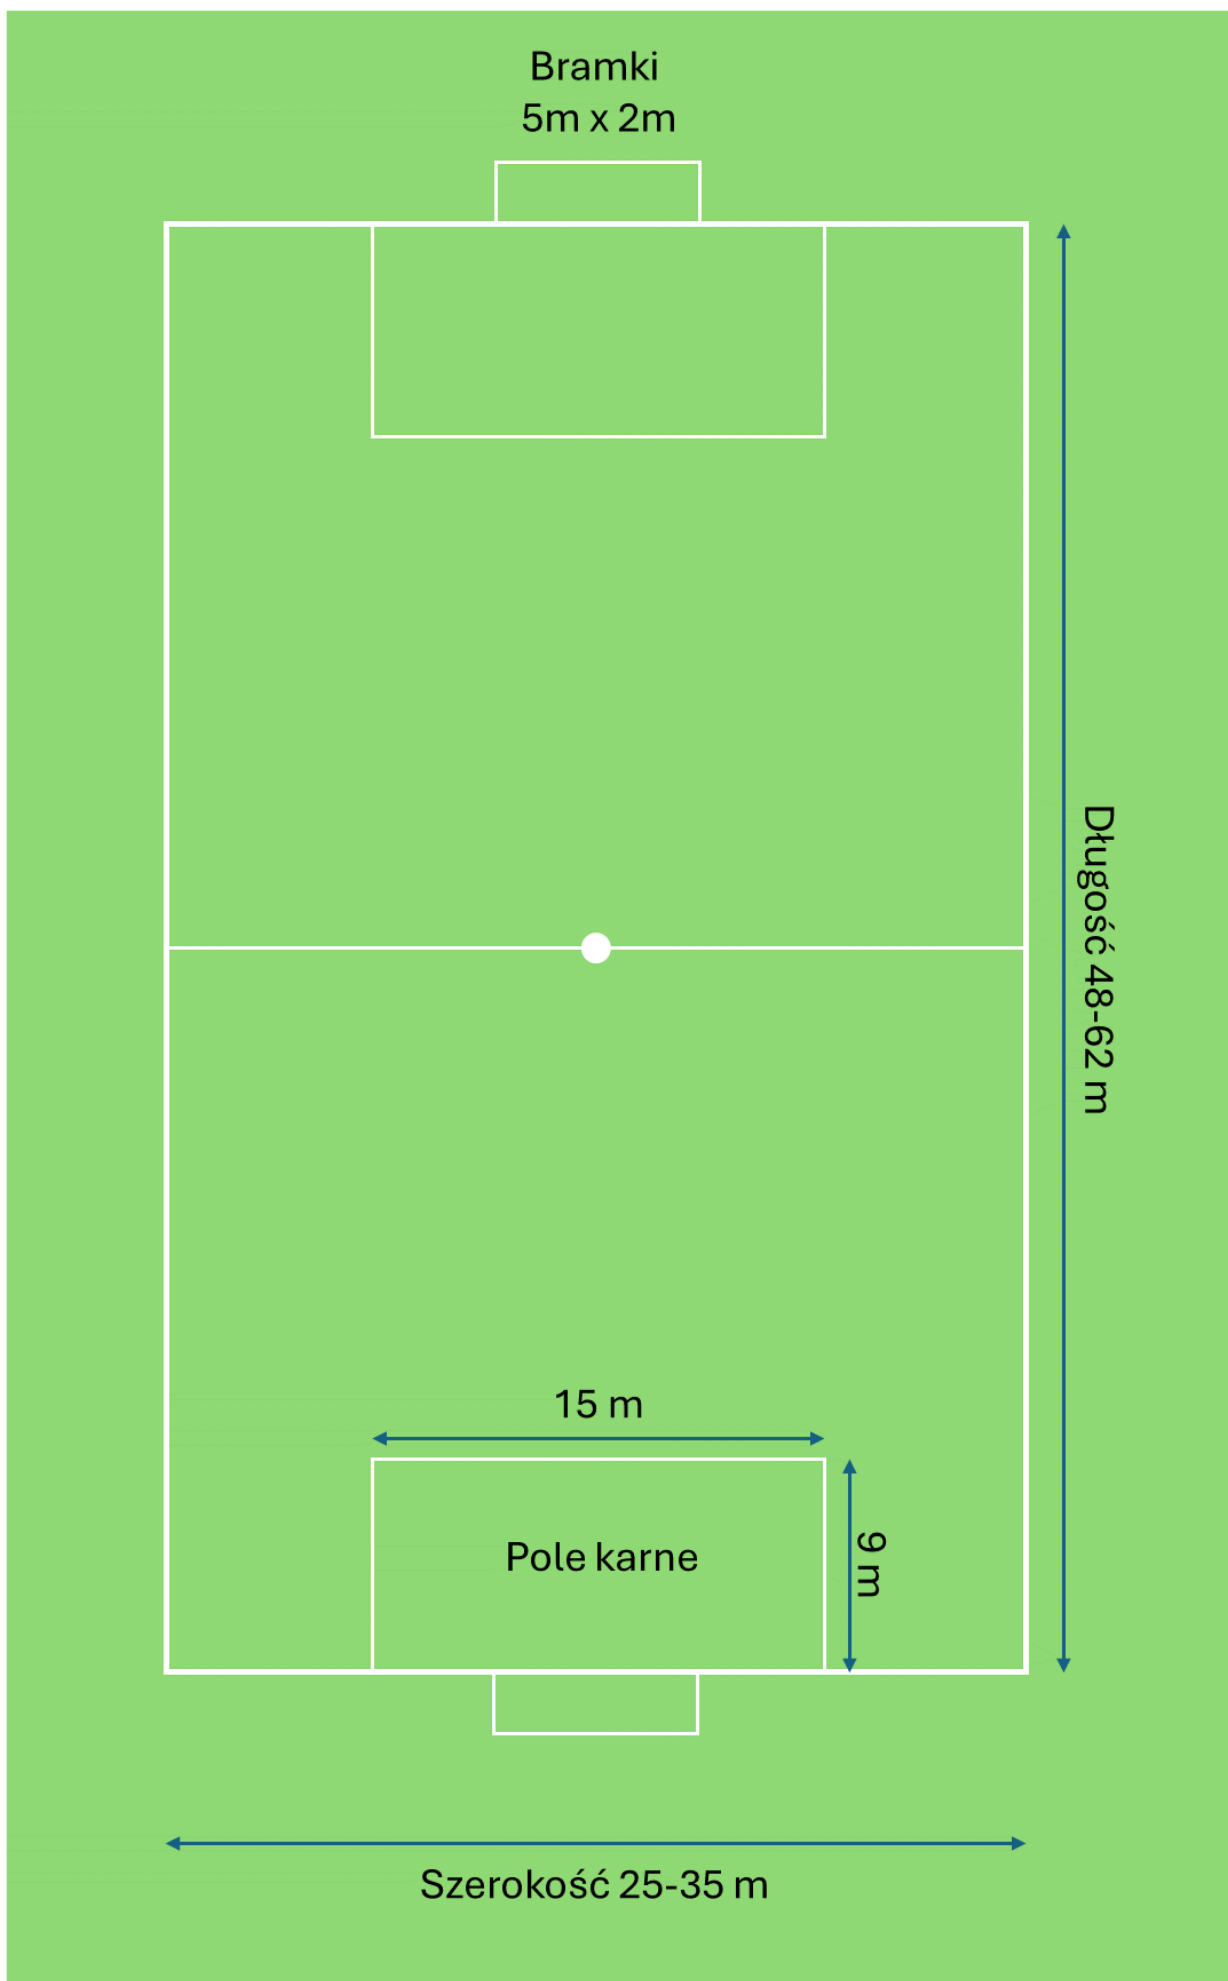 Bramki
5m x 2m
Długość 48-62 m
15 m
9 m
Pole karne
Szerokość 25-35 m